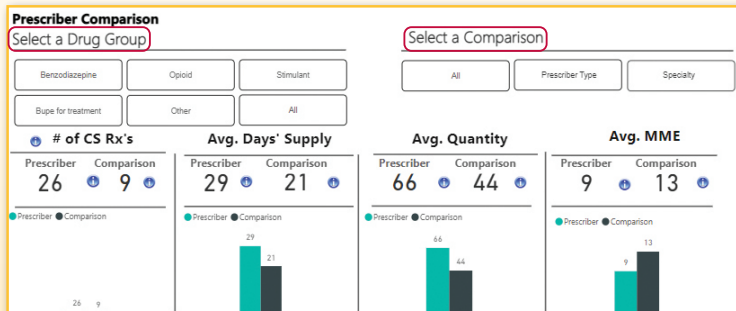 Prescriber Comparison
Select a Drug Group
Select a Comparison
Benzodiazepine
Opioid
Stimulant
All
Prescriber Type
Specialty
Bupe for treatment
Other
All
# of CS Rx's
Avg. Days' Supply
Avg. Quantity
Avg. MME
Prescriber Comparison
Prescriber Comparison
Prescriber Comparison
Prescriber Comparison
26 9
29 21
66 44
9 13
Prescriber Comparison
Prescriber Comparison
Prescriber Comparison
Prescriber Comparison
29
21
66
44
9
13
26 9